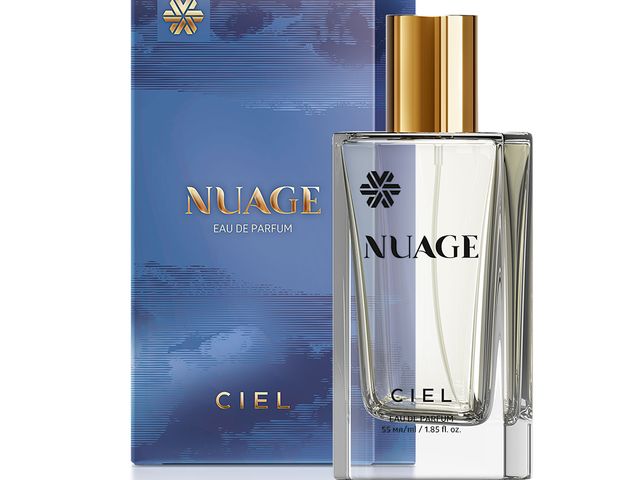 NUAGE
EAU DE PARFUM
CIEL
NUAGE
CIEL
EAU DE PARFUM
55 мл/ml / 1.85 fl. oz.